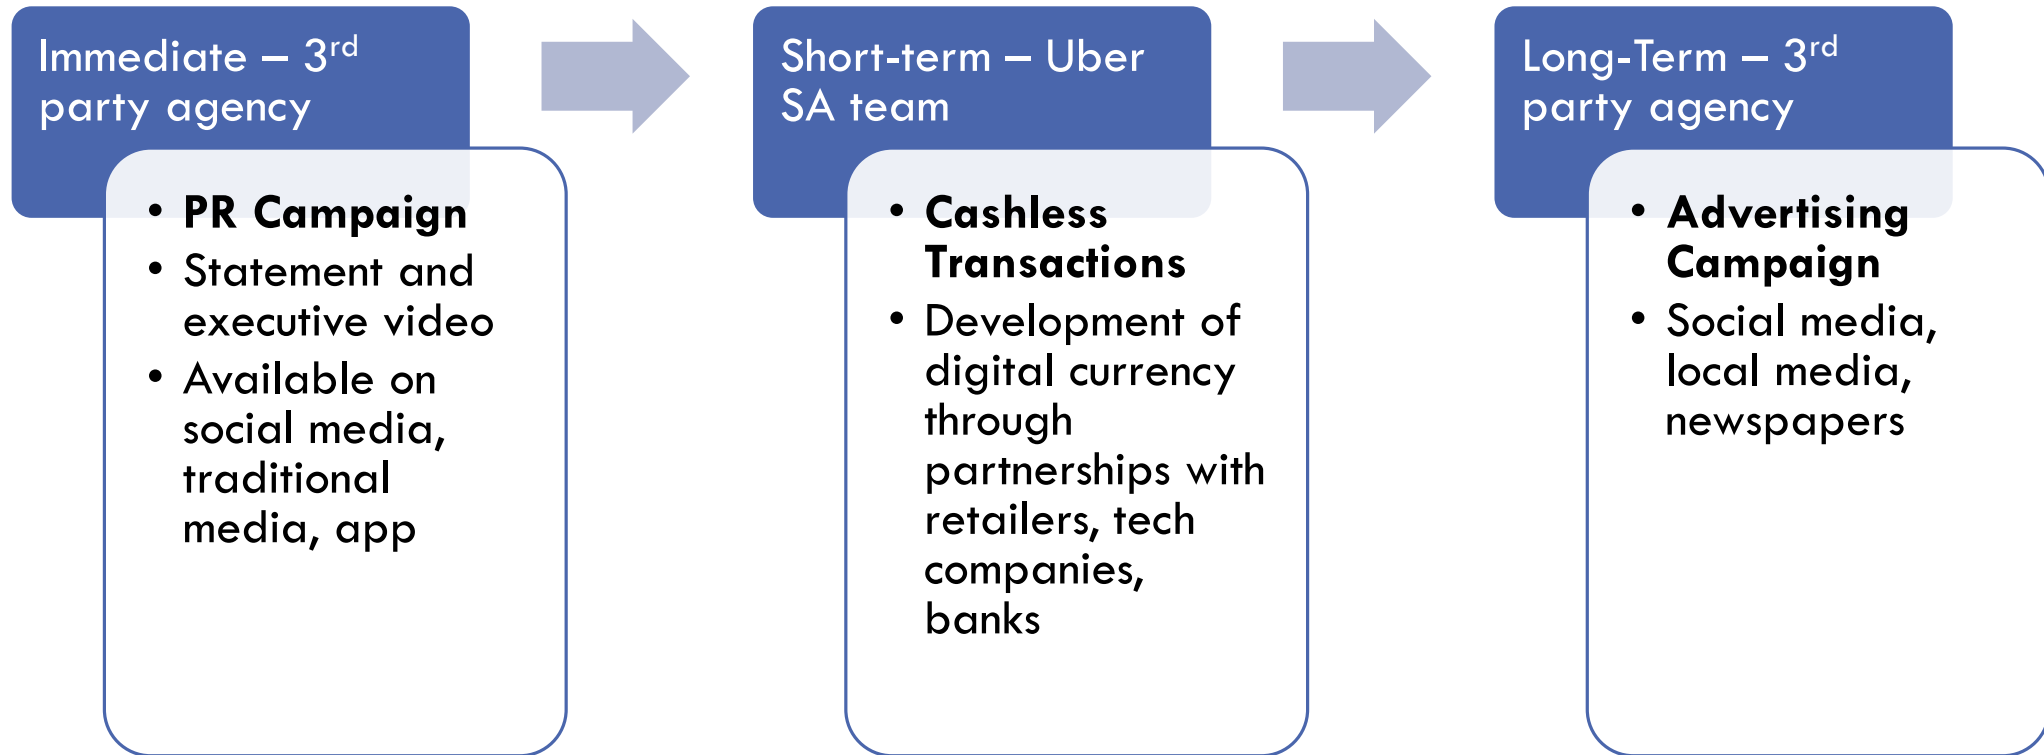 Immediate – 3rd
party agency
• PR Campaign
• Statement and
executive video
• Available on
social media,
traditional
media, app
Short-term – Uber
SA team
• Cashless
Transactions
• Development of
digital currency
through
partnerships with
retailers, tech
companies,
banks
Long-Term – 3rd
party agency
• Advertising
Campaign
• Social media,
local media,
newspapers